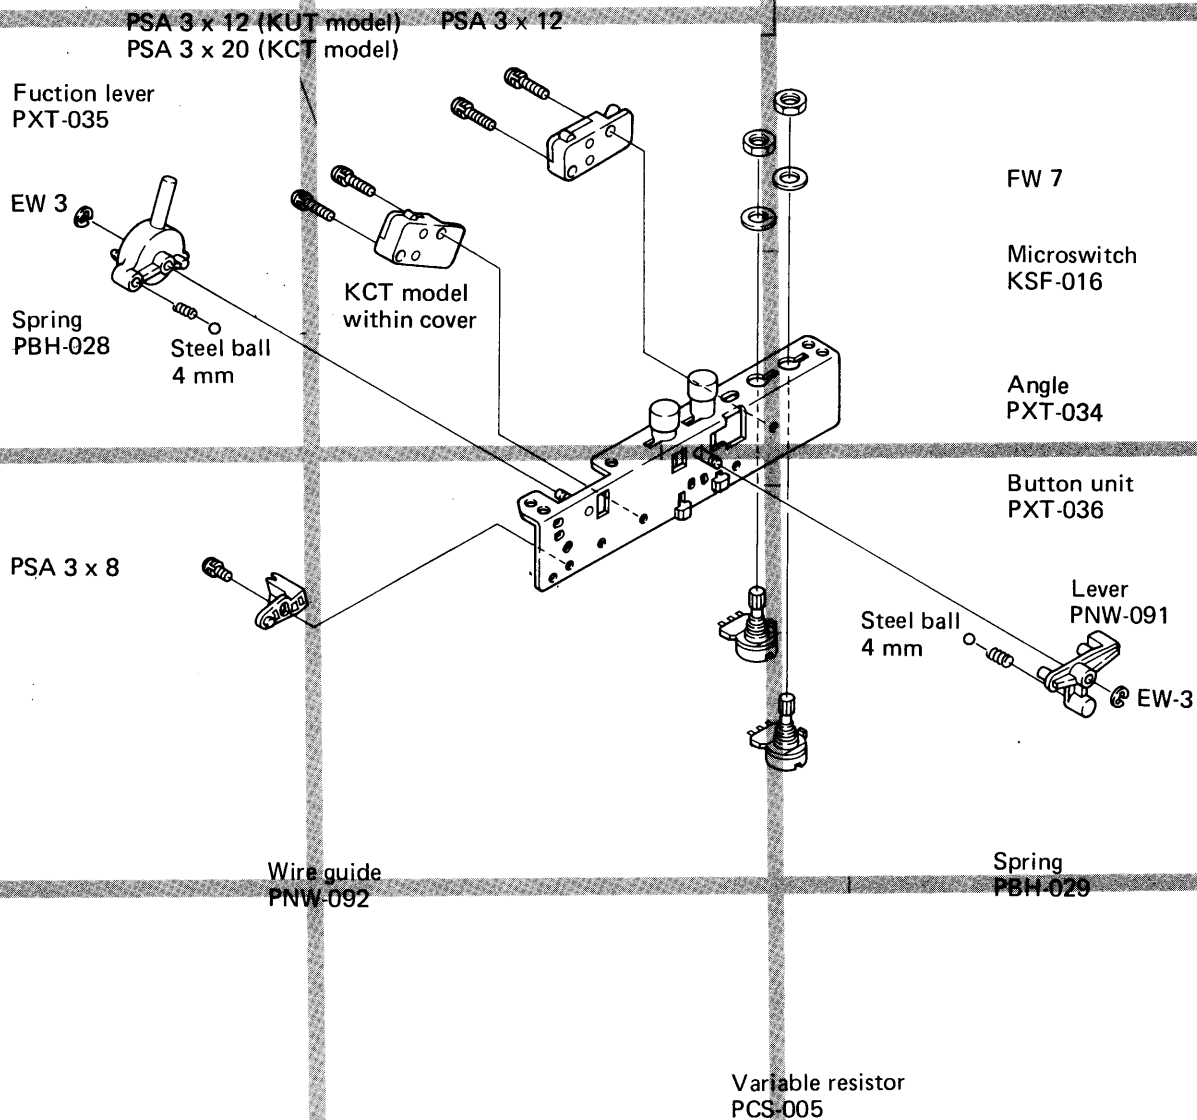 PSA 3 x 12 (KUT model)
PSA 3 x 20 (KCT model)
PSA 3 x 12
Fuction lever
PXT-035
EW 3
FW 7
Microswitch
KSF-016
KCT model
within cover
Spring
PBH-028
Steel ball
4 mm
Angle
PXT-034
Button unit
PXT-036
PSA 3 x 8
Lever
PNW-091
Steel ball
4 mm
EW-3
Wire guide
PNW-092
Spring
PBH-029
Variable resistor
PCS-005